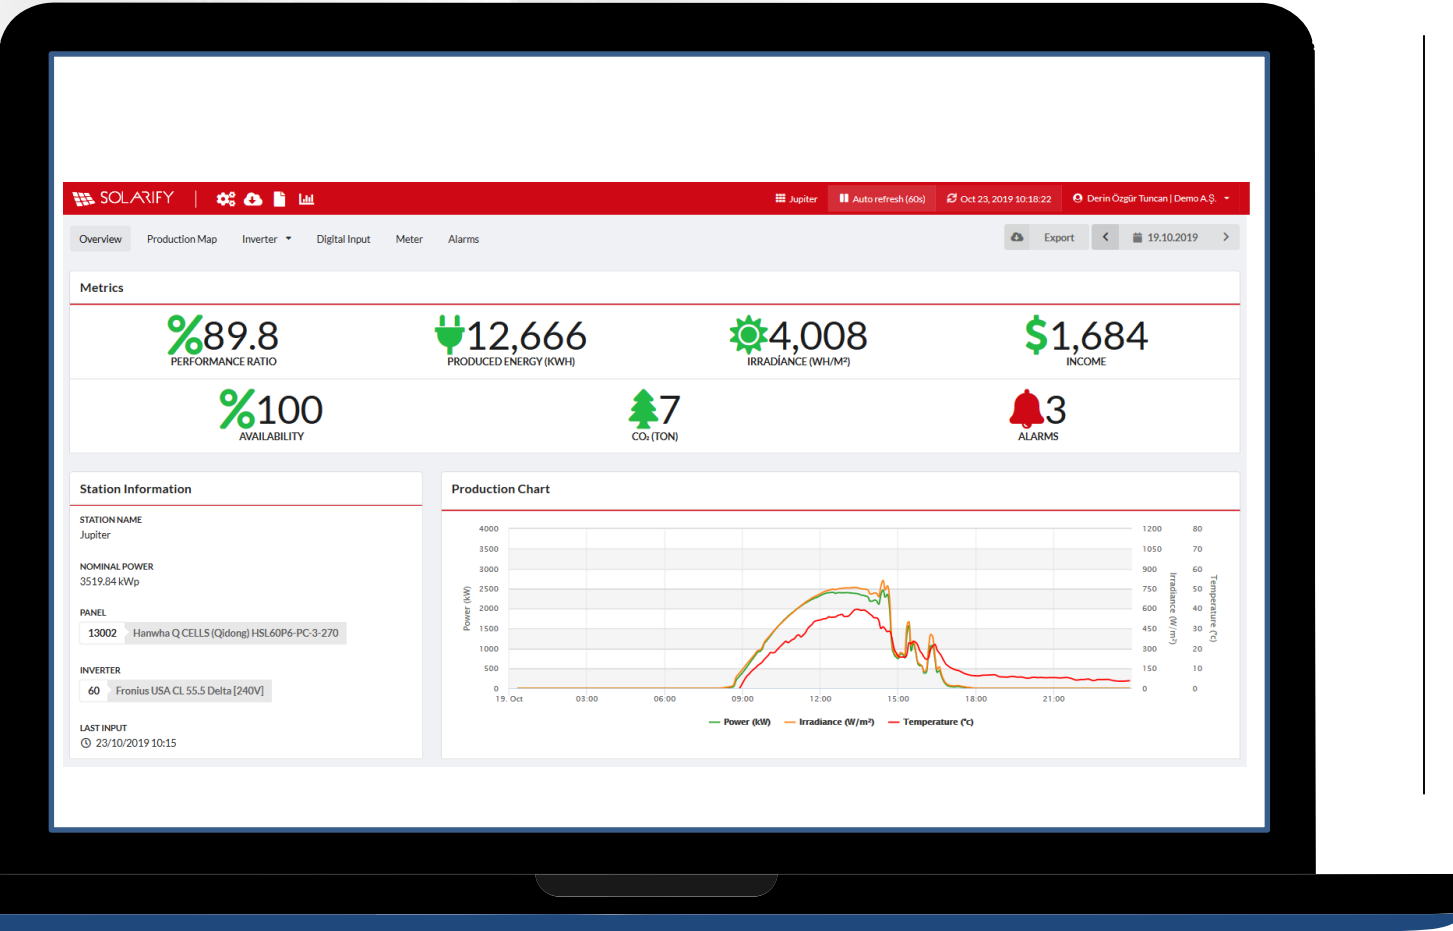 SOLARIFY
Jupiter
Auto refresh (60s)
Oct 23, 2019 10:18:22
Derin Özgür Tuncan | Demo A.Ş.
Overview Production Map Inverter Digital Input Meter Alarms
Export
19.10.2019
Metrics
%89.8
PERFORMANCE RATIO
12,666
PRODUCED ENERGY (KWH)
4,008
IRRADİANCE (WH/M²)
$1,684
INCOME
%100
AVAILABILITY
7
CO₂ (TON)
3
ALARMS
Station Information
STATION NAME
Jupiter
NOMINAL POWER
3519.84 kWp
PANEL
13002 Hanwha Q CELLS (Qidong) HSL60P6-PC-3-270
INVERTER
60 Fronius USA CL 55.5 Delta [240V]
LAST INPUT
23/10/2019 10:15
Production Chart
Power (kW)
4000
3500
3000
2500
2000
1500
1000
500
0
1200
1050
900
750
600
450
300
150
0
Irradiance (W/m²)
80
70
60
50
40
30
20
10
0
Temperature (°c)
19. Oct 03:00 06:00 09:00 12:00 15:00 18:00 21:00
Power (kW) Irradiance (W/m²) Temperature (°c)